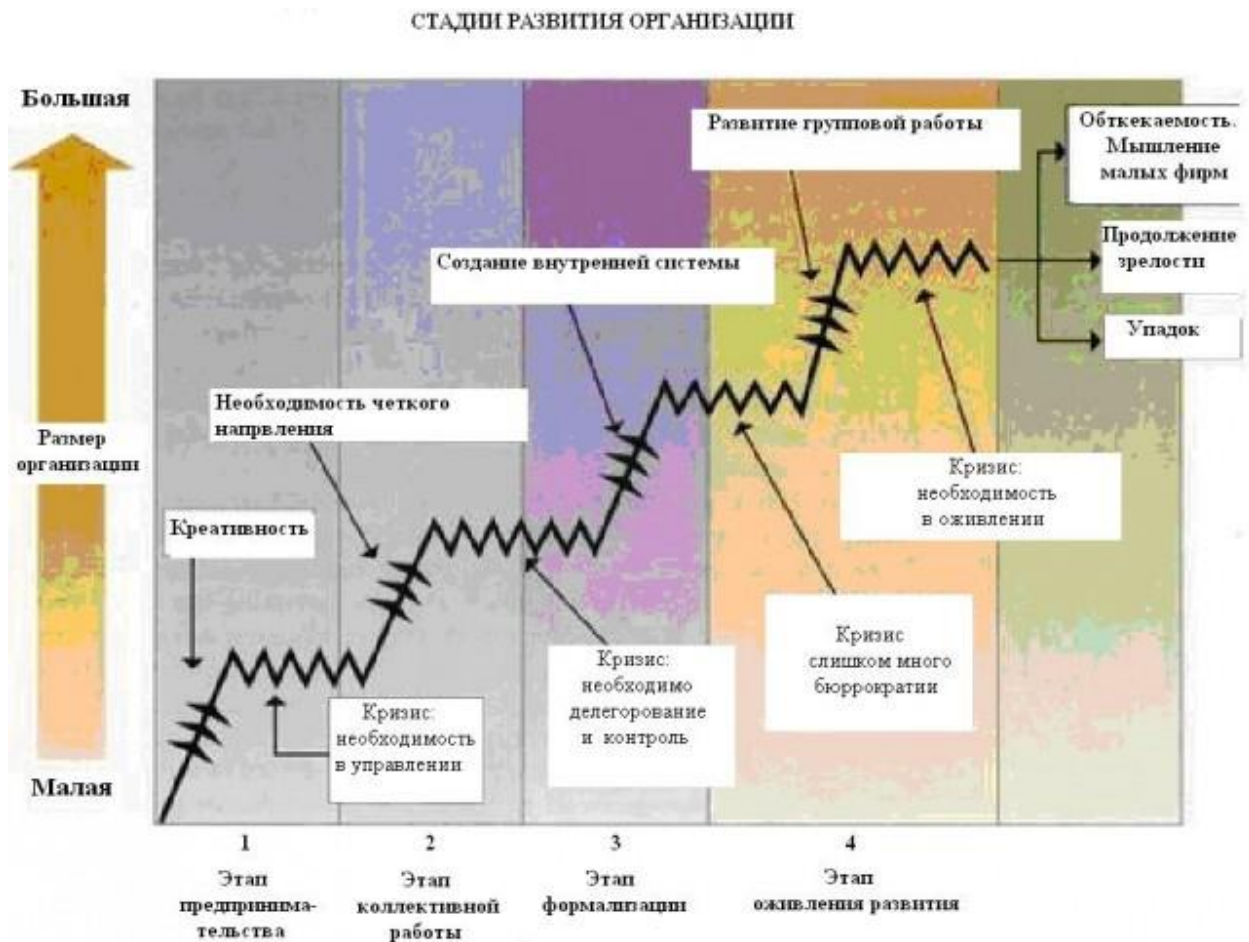 СТАДИИ РАЗВИТИЯ ОРГАНИЗАЦИИ
Большая
Размер
организации
Малая
Креативность
Необходимость четкого
напрвления
Создание внутренней системы
Развитие групповой работы
Обткекаемость.
Мышление
малых фирм
Продолжение
зрелости
Упадок
Кризис:
необходимость
в управлении
Кризис:
необходимо
делегорование
и контроль
Кризис
слишком много
бюррократии
Кризис:
необходимость
в оживлении
1
Этап
предпринима-
тельства
2
Этап
коллективной
работы
3
Этап
формализации
4
Этап
оживления развития